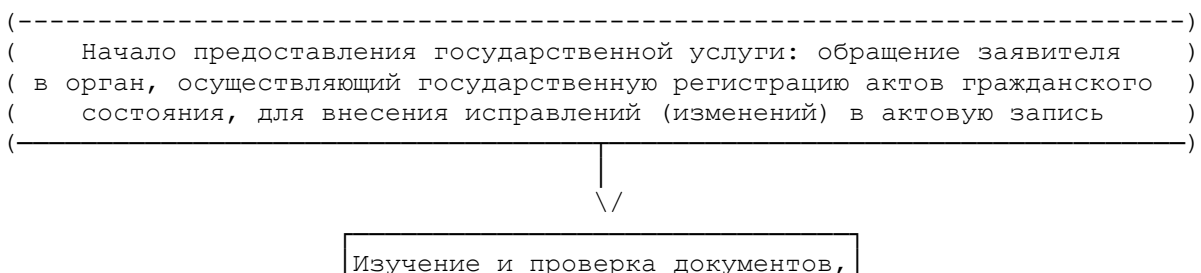 Начало предоставления государственной услуги: обращение заявителя
в орган, осуществляющий государственную регистрацию актов гражданского
состояния, для внесения исправлений (изменений) в актовую запись
Изучение и проверка документов,